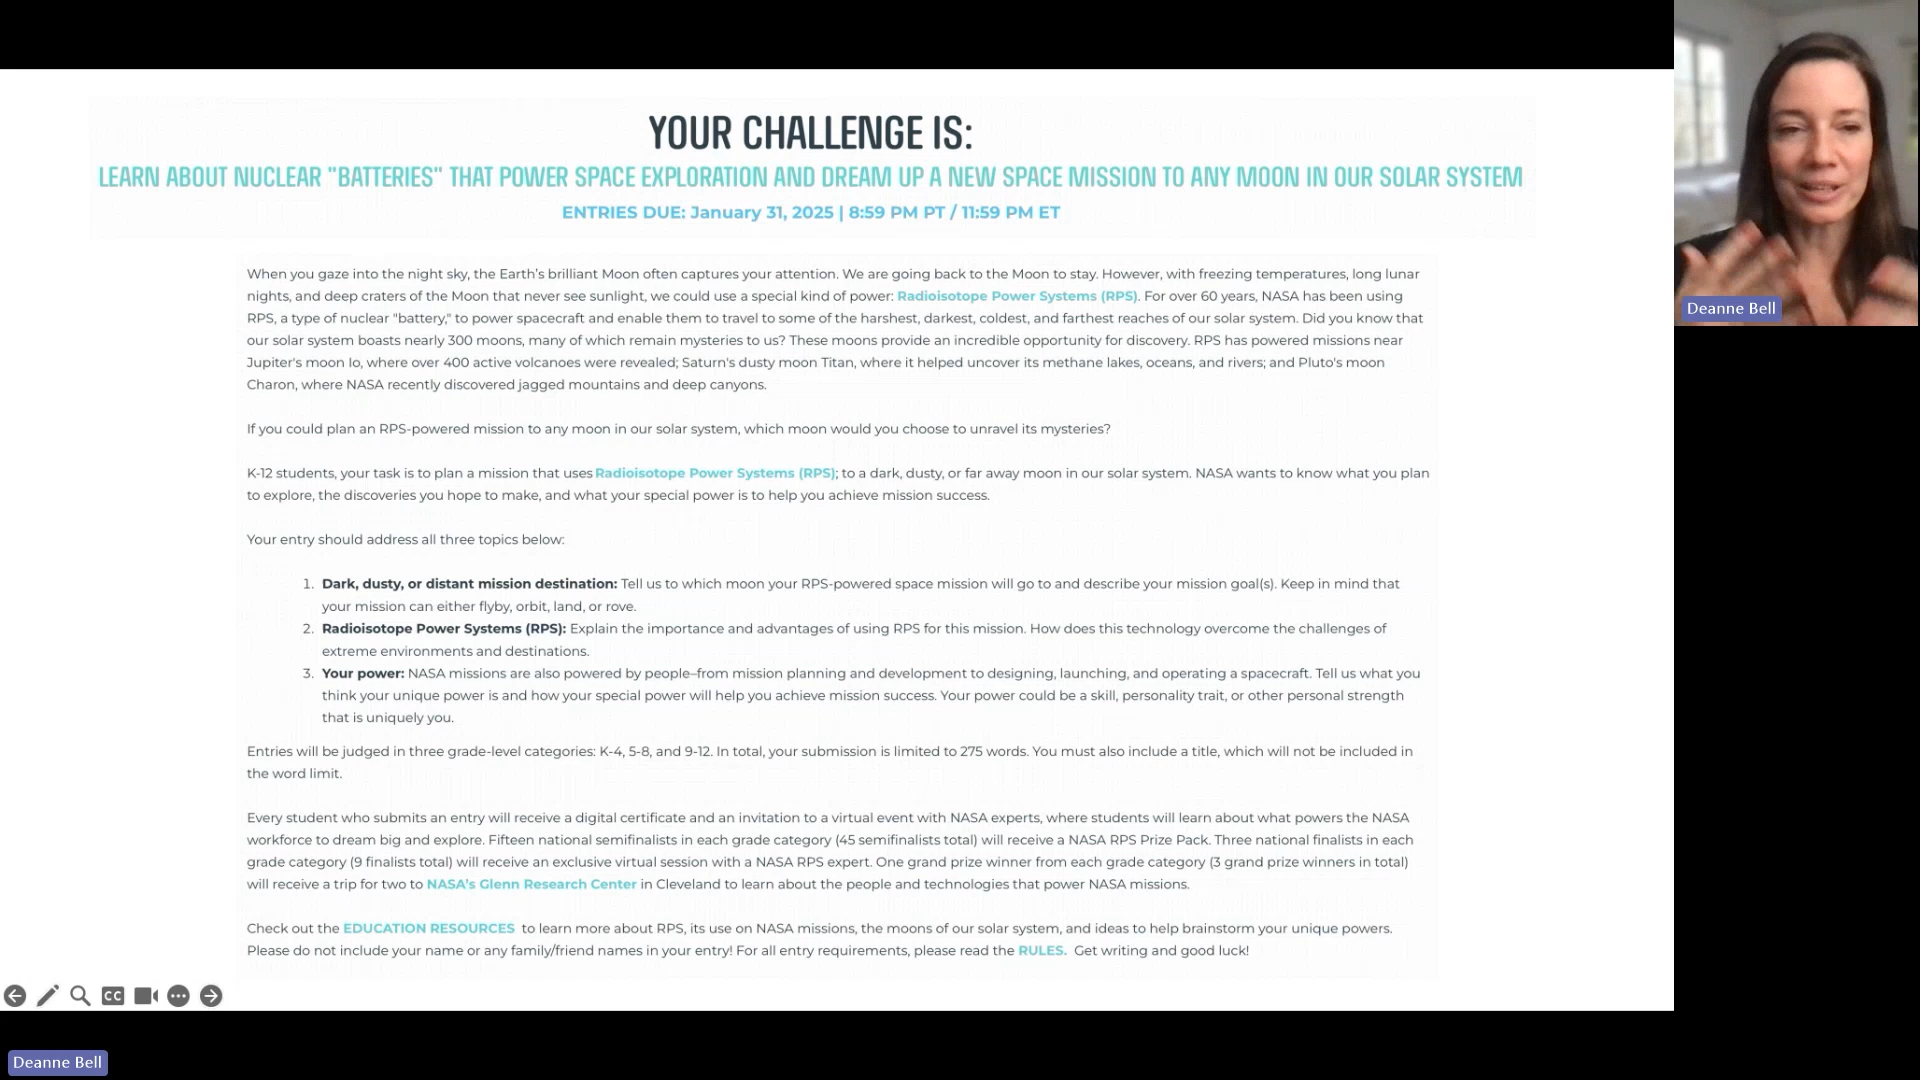 YOUR CHALLENGE IS:
LEARN ABOUT NUCLEAR "BATTERIES" THAT POWER SPACE EXPLORATION AND DREAM UP A NEW SPACE MISSION TO ANY MOON IN OUR SOLAR SYSTEM
ENTRIES DUE: January 31, 2025 | 8:59 PM PT / 11:59 PM ET
When you gaze into the night sky, the Earth's brilliant Moon often captures your attention. We are going back to the Moon to stay. However, with freezing temperatures, long lunar
nights, and deep craters of the Moon that never see sunlight, we could use a special kind of power: Radioisotope Power Systems (RPS). For over 60 years, NASA has been using
RPS, a type of nuclear "battery," to power spacecraft and enable them to travel to some of the harshest, darkest, coldest, and farthest reaches of our solar system. Did you know that
our solar system boasts nearly 300 moons, many of which remain mysteries to us? These moons provide an incredible opportunity for discovery. RPS has powered missions near
Jupiter's moon Io, where over 400 active volcanoes were revealed; Saturn's dusty moon Titan, where it helped uncover its methane lakes, oceans, and rivers; and Pluto's moon
Charon, where NASA recently discovered jagged mountains and deep canyons.
If you could plan an RPS-powered mission to any moon in our solar system, which moon would you choose to unravel its mysteries?
K-12 students, your task is to plan a mission that uses Radioisotope Power Systems (RPS); to a dark, dusty, or far away moon in our solar system. NASA wants to know what you plan
to explore, the discoveries you hope to make, and what your special power is to help you achieve mission success.
Your entry should address all three topics below:
1. Dark, dusty, or distant mission destination: Tell us to which moon your RPS-powered space mission will go to and describe your mission goal(s). Keep in mind that
your mission can either flyby, orbit, land, or rove.
2. Radioisotope Power Systems (RPS): Explain the importance and advantages of using RPS for this mission. How does this technology overcome the challenges of
extreme environments and destinations.
3. Your power: NASA missions are also powered by people–from mission planning and development to designing, launching, and operating a spacecraft. Tell us what you
think your unique power is and how your special power will help you achieve mission success. Your power could be a skill, personality trait, or other personal strength
that is uniquely you.
Entries will be judged in three grade-level categories: K-4, 5-8, and 9-12. In total, your submission is limited to 275 words. You must also include a title, which will not be included in
the word limit.
Every student who submits an entry will receive a digital certificate and an invitation to a virtual event with NASA experts, where students will learn about what powers the NASA
workforce to dream big and explore. Fifteen national semifinalists in each grade category (45 semifinalists total) will receive a NASA RPS Prize Pack. Three national finalists in each
grade category (9 finalists total) will receive an exclusive virtual session with a NASA RPS expert. One grand prize winner from each grade category (3 grand prize winners in total)
will receive a trip for two to NASA's Glenn Research Center in Cleveland to learn about the people and technologies that power NASA missions.
Check out the EDUCATION RESOURCES to learn more about RPS, its use on NASA missions, the moons of our solar system, and ideas to help brainstorm your unique powers.
Please do not include your name or any family/friend names in your entry! For all entry requirements, please read the RULES. Get writing and good luck!
CC
Deanne Bell
Deanne Bell